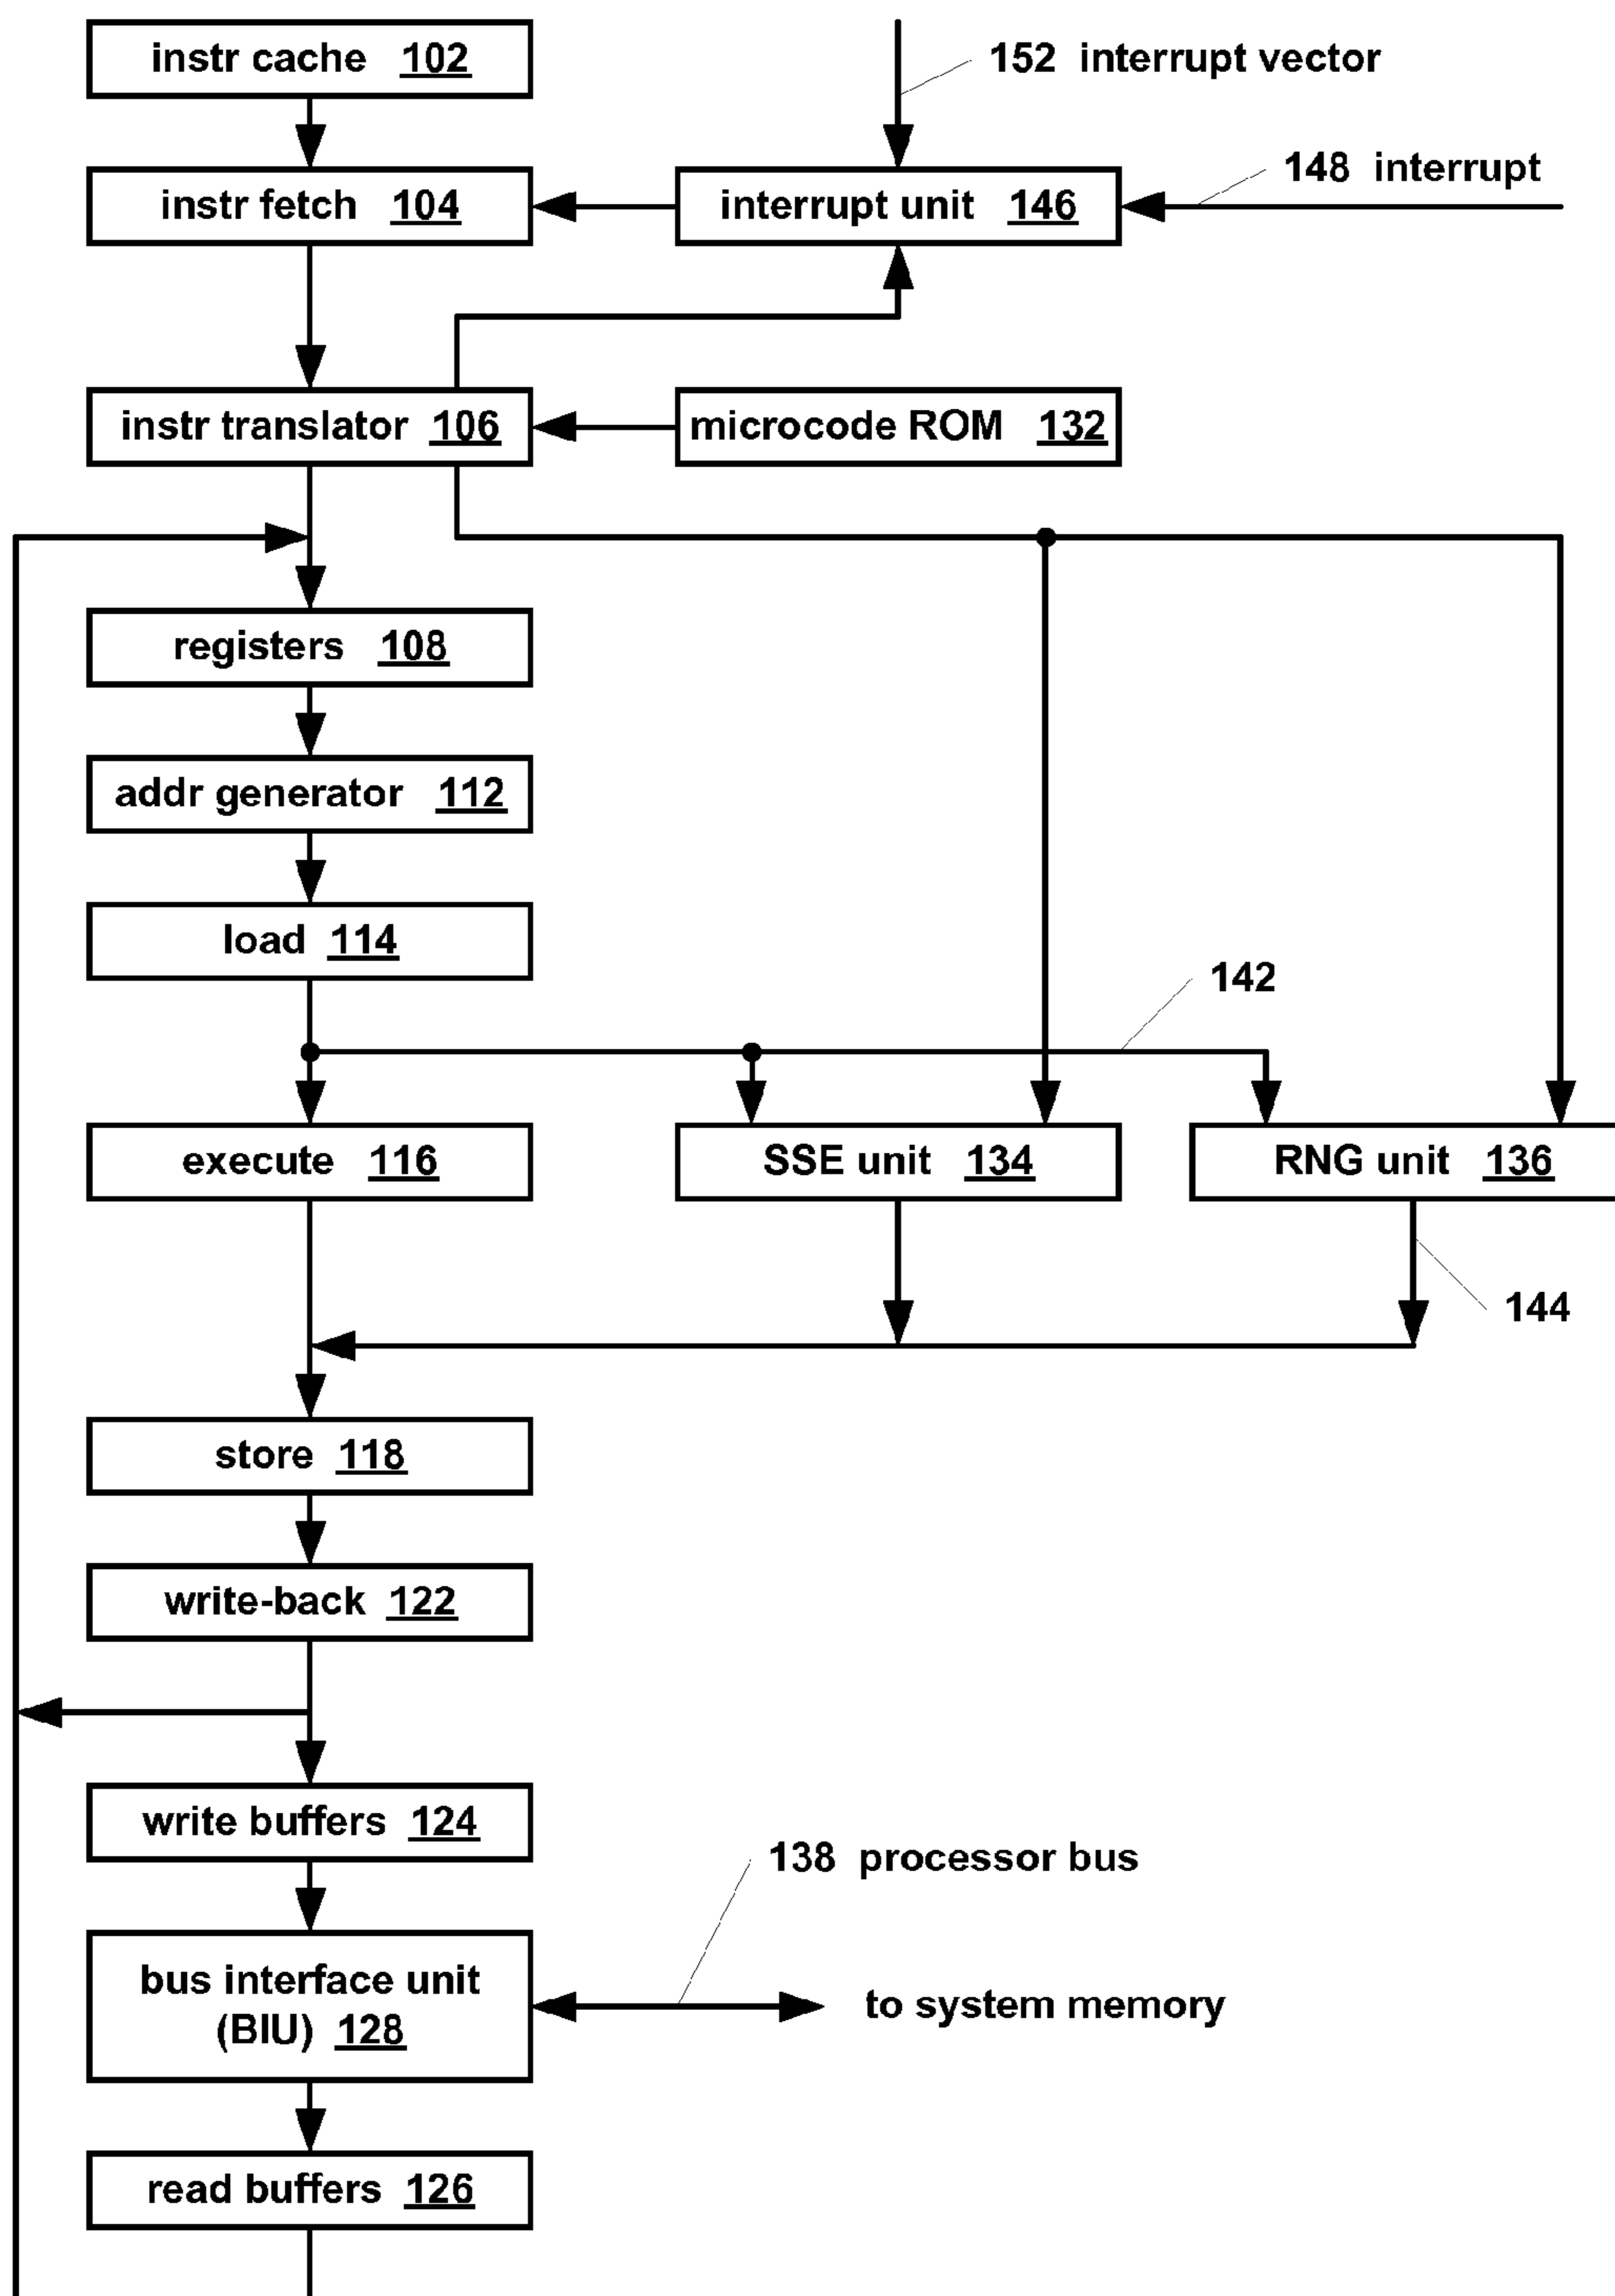 instr cache 102
152 interrupt vector
148 interrupt
instr fetch 104
interrupt unit 146
instr translator 106
microcode ROM 132
registers 108
addr generator 112
load 114
142
execute 116
SSE unit 134
RNG unit 136
144
store 118
write-back 122
write buffers 124
138 processor bus
bus interface unit
(BIU) 128
to system memory
read buffers 126